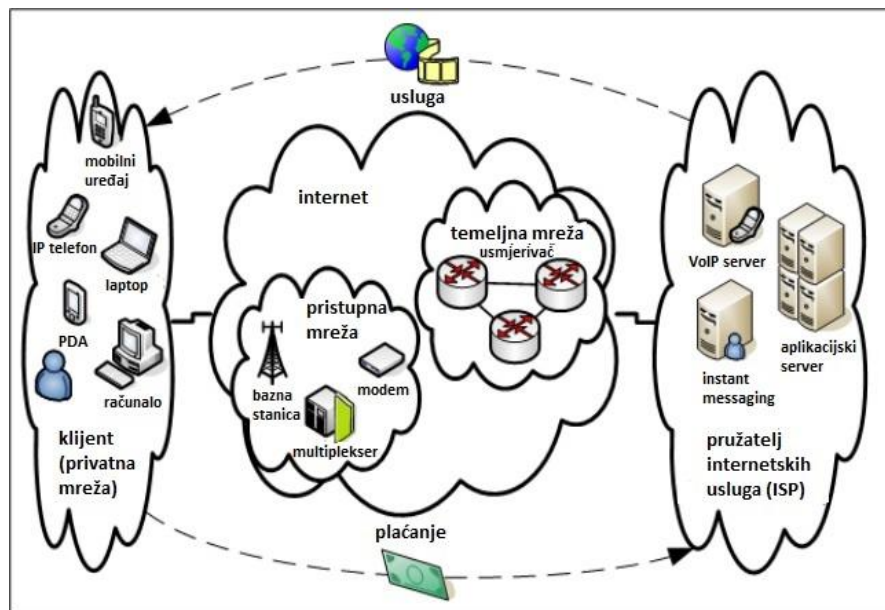 usluga
mobilni
uređaj
IP telefon
laptop
PDA
računalo
klijent
(privatna
mreža)
internet
temeljna mreža
usmjerivač
pristupna
mreža
bazna
stanica
modem
multiplekser
VoIP server
aplikacijski
server
instant
messaging
pružatelj
internetskih
usluga (ISP)
plaćanje